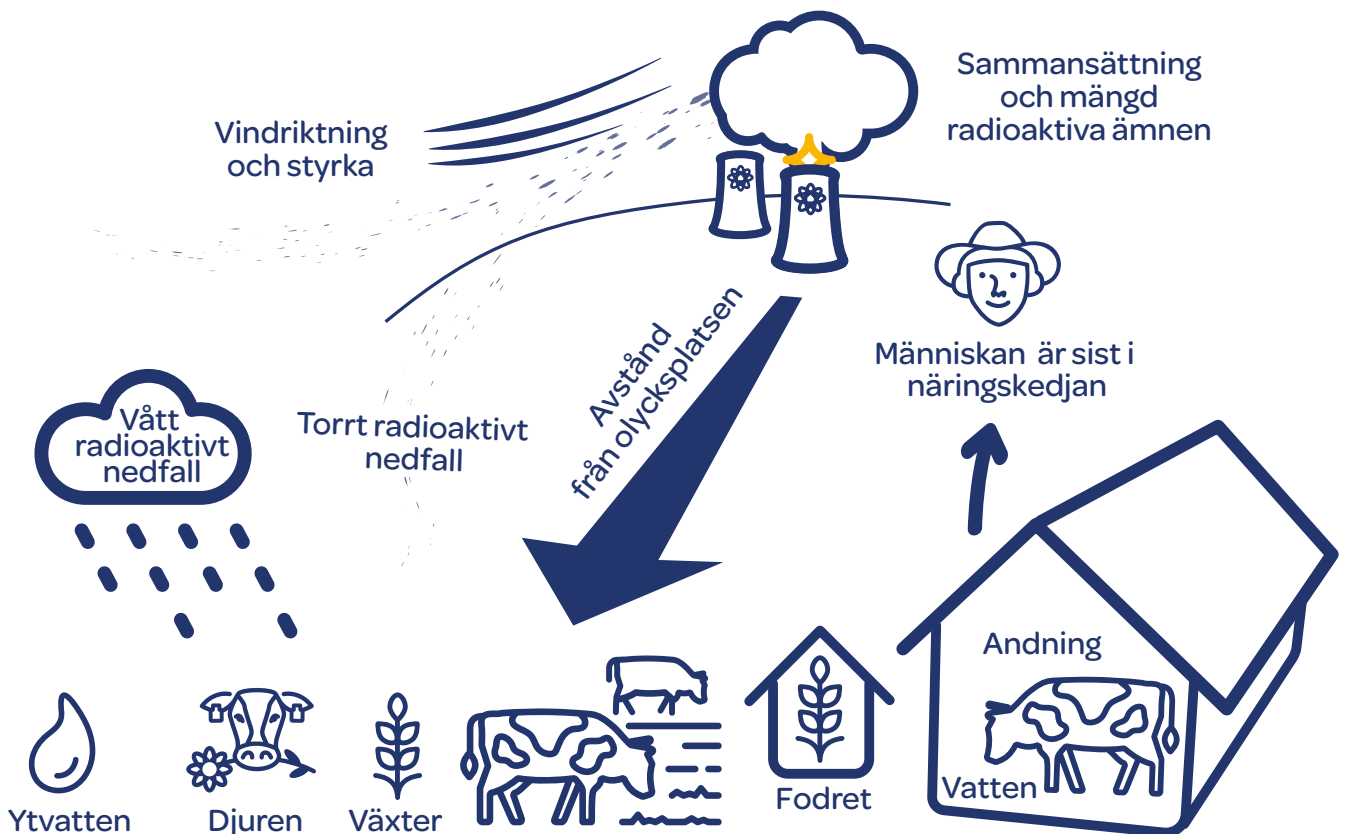 Sammansättning
och mängd
radioaktiva ämnen
Vindriktning
och styrka
Avstånd
från olycksplatsen
Människan är sist i
näringskedjan
Vått
radioaktivt
nedfall
Torrt radioaktivt
nedfall
Andning
Vatten
Fodret
Ytvatten
Djuren
Växter